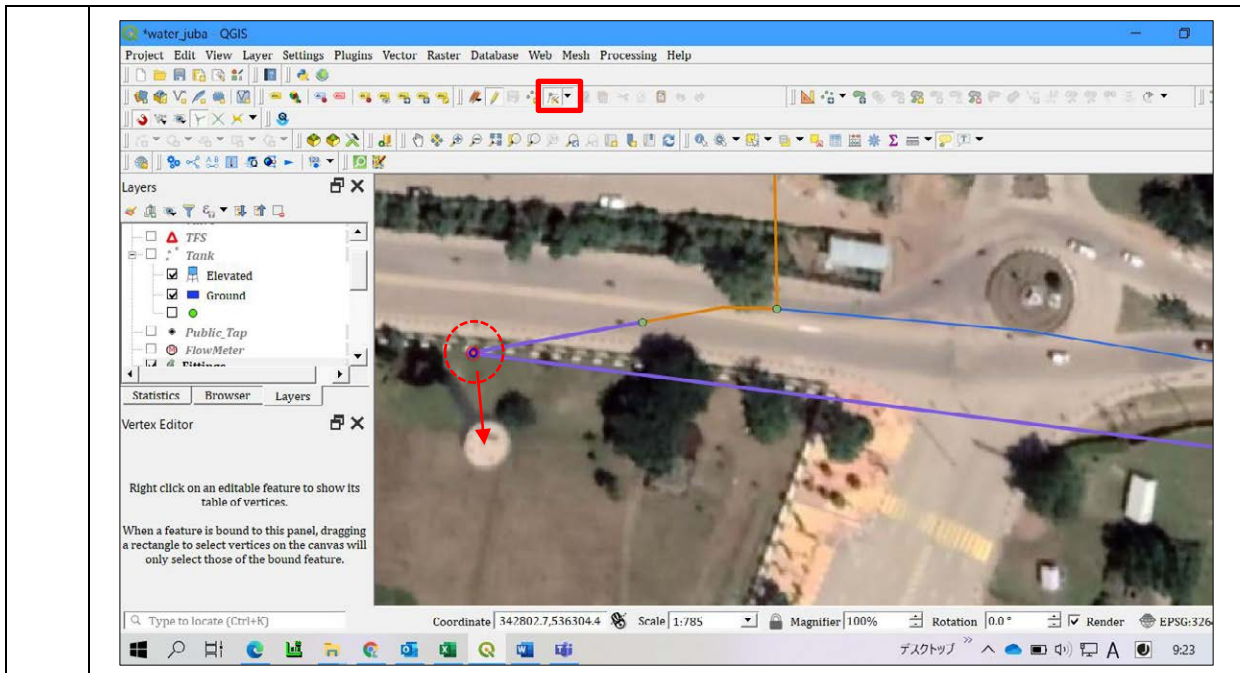 *water_juba - QGIS
Project Edit View Layer Settings Plugins Vector Raster Database Web Mesh Processing Help
Layers
TFS
Tank
Elevated
Ground
Public_Tap
FlowMeter
Fittings
Statistics Browser Layers
Vertex Editor
Right click on an editable feature to show its
table of vertices.
When a feature is bound to this panel, dragging
a rectangle to select vertices on the canvas will
only select those of the bound feature.
Type to locate (Ctrl+K) Coordinate 342802.7,536304.4 Scale 1:785 Magnifier 100% Rotation 0.0 ° Render EPSG:326
デスクトップ A 9:23